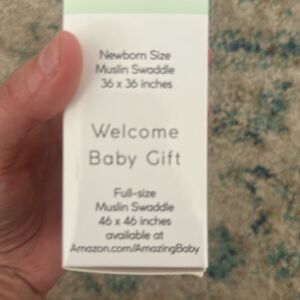 Newborn Size
Muslin Swaddle
36 x 36 inches
Welcome
Baby Gift
Full-size
Muslin Swaddle
46 x 46 inches
available at
Amazon.com/AmazingBaby